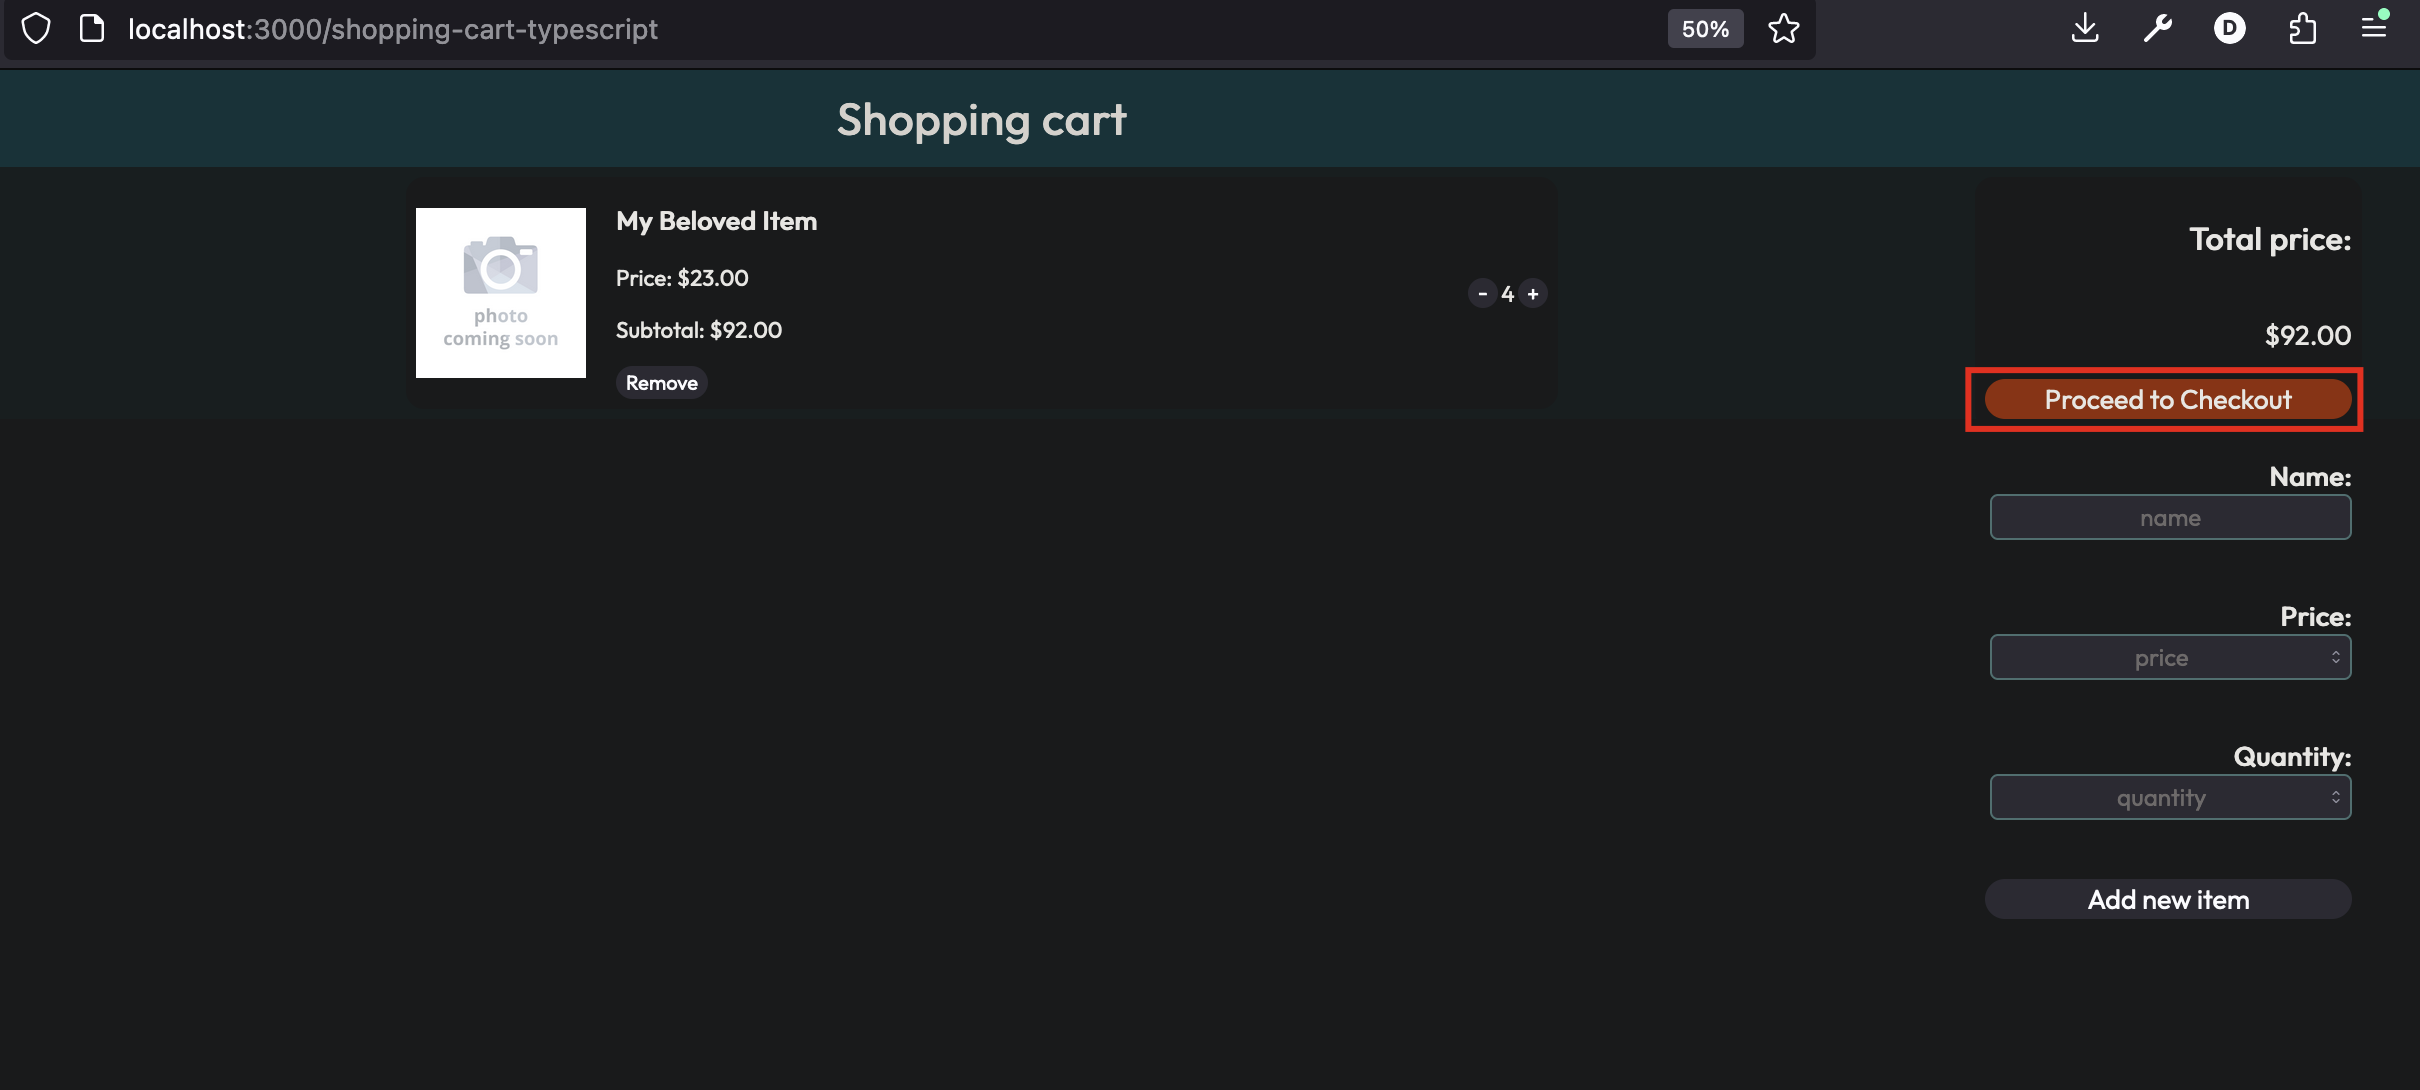 localhost:3000/shopping-cart-typescript
50%
D
Shopping cart
photo
coming soon
My Beloved Item
Price: $23.00
Subtotal: $92.00
Remove
- 4 +
Total price:
$92.00
Proceed to Checkout
Name:
name
Price:
price
Quantity:
quantity
Add new item